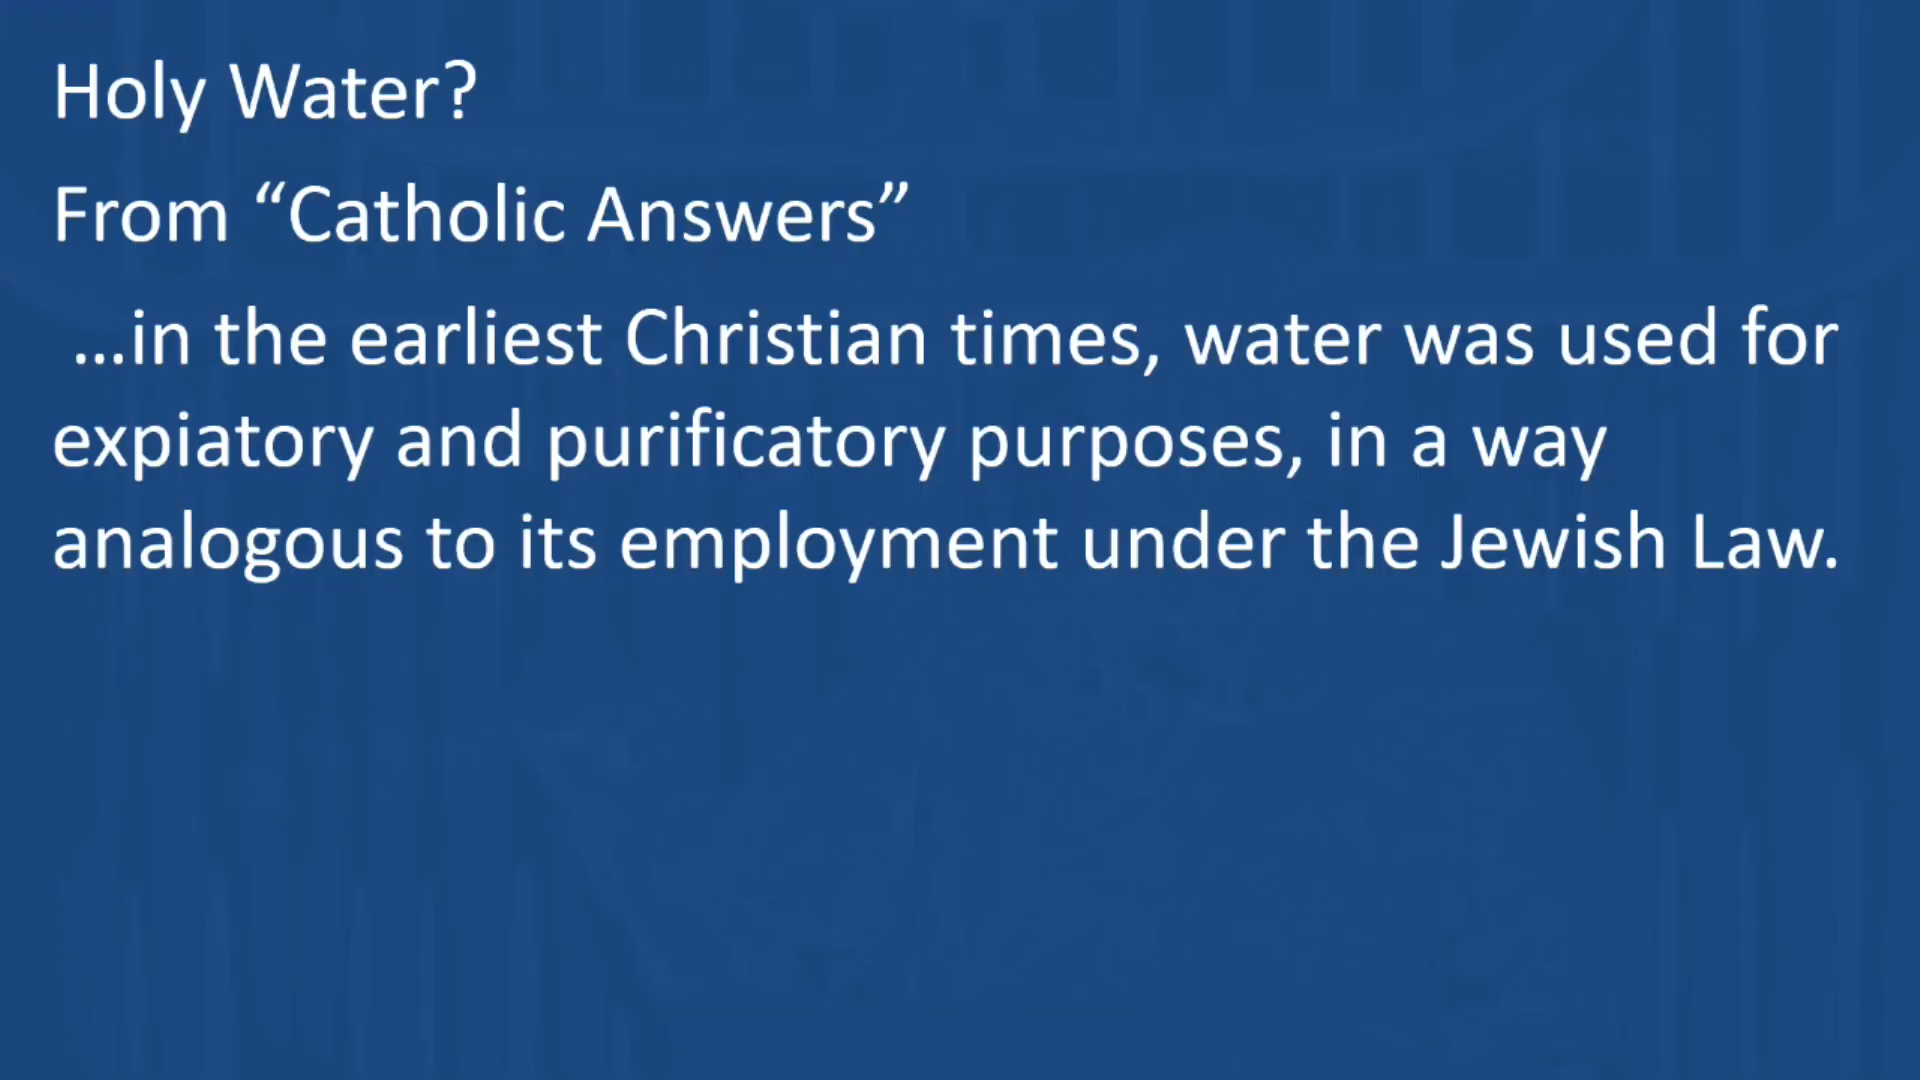 Holy Water?
From “Catholic Answers”
…in the earliest Christian times, water was used for
expiatory and purificatory purposes, in a way
analogous to its employment under the Jewish Law.